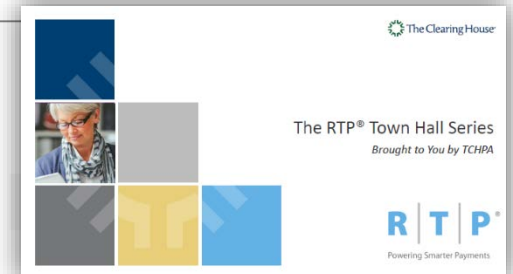 The Clearing House®
The RTP® Town Hall Series
Brought to You by TCHPA
R|T|P®
Powering Smarter Payments